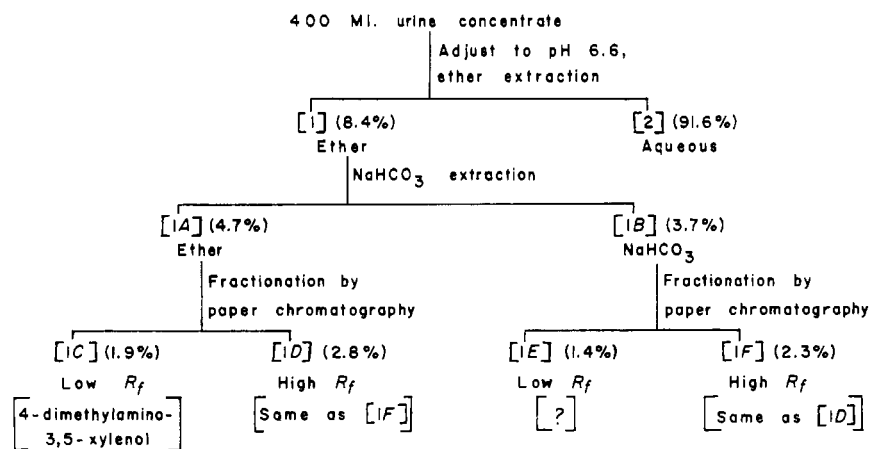 400 Ml. urine concentrate
Adjust to pH 6.6,
ether extraction
[1] (8.4%)
Ether
[2] (91.6%)
Aqueous
NaHCO₃ extraction
[1A] (4.7%)
Ether
[1B] (3.7%)
NaHCO₃
Fractionation by
paper chromatography
Fractionation by
paper chromatography
[1C] (1.9%)
Low Rf
[4-dimethylamino-
3,5-xylenol]
[1D] (2.8%)
High Rf
[Same as [1F]]
[1E] (1.4%)
Low Rf
[?]
[1F] (2.3%)
High Rf
[Same as [1D]]